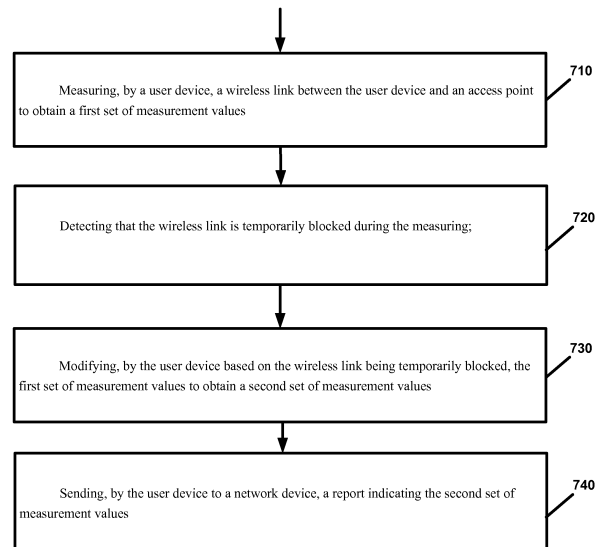 710
Measuring, by a user device, a wireless link between the user device and an access point
to obtain a first set of measurement values
720
Detecting that the wireless link is temporarily blocked during the measuring;
730
Modifying, by the user device based on the wireless link being temporarily blocked, the
first set of measurement values to obtain a second set of measurement values
740
Sending, by the user device to a network device, a report indicating the second set of
measurement values